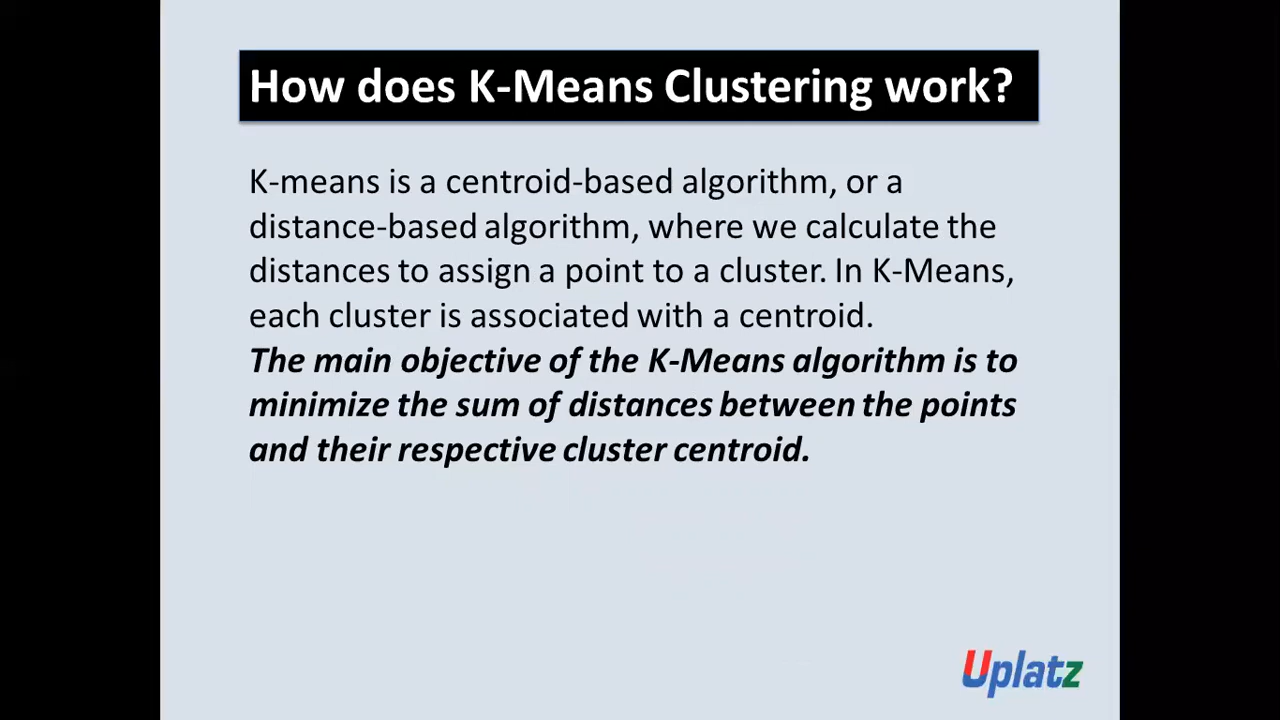 How does K-Means Clustering work?
K-means is a centroid-based algorithm, or a
distance-based algorithm, where we calculate the
distances to assign a point to a cluster. In K-Means,
each cluster is associated with a centroid.
The main objective of the K-Means algorithm is to
minimize the sum of distances between the points
and their respective cluster centroid.
Uplatz